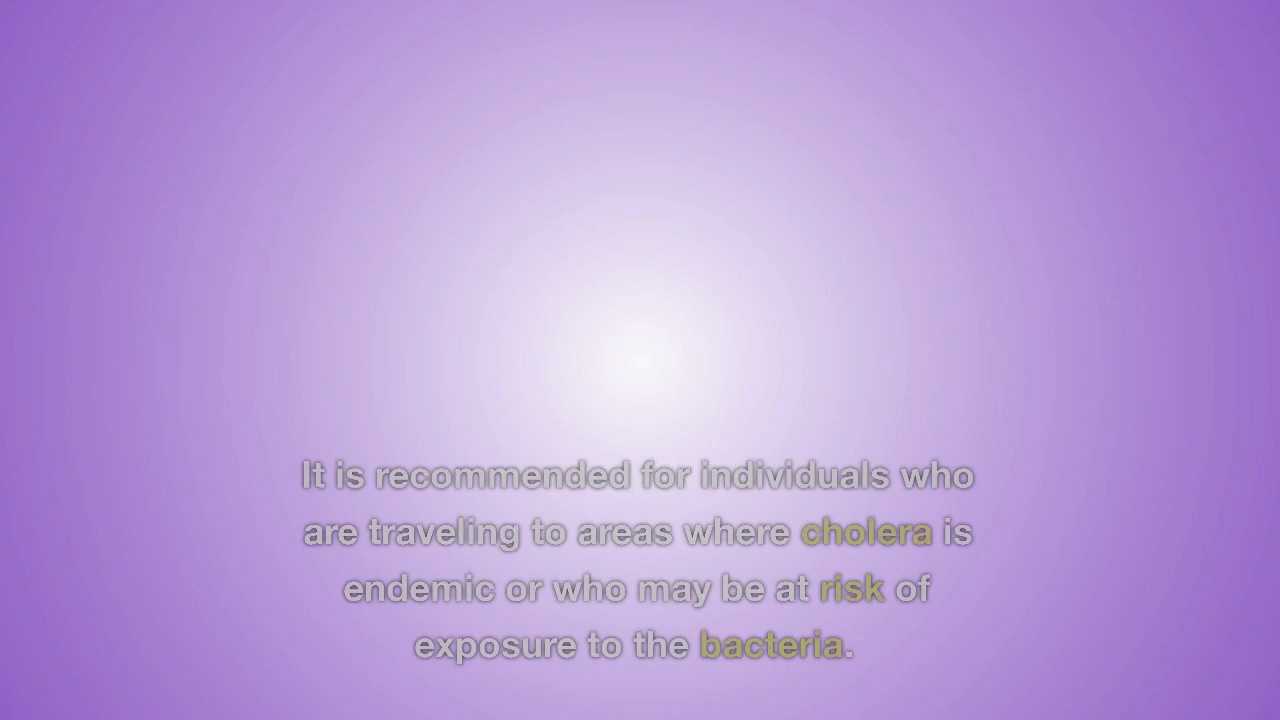 It is recommended for individuals who
are traveling to areas where cholera is
endemic or who may be at risk of
exposure to the bacteria.